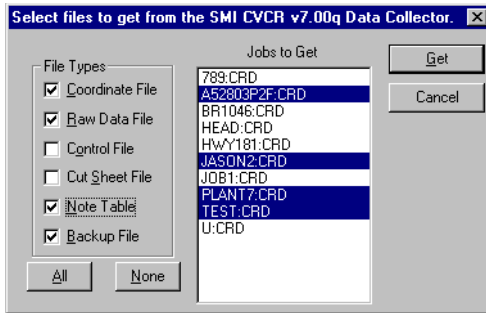 Select files to get from the SMI CVCR v7.00q Data Collector.
File Types
Coordinate File
Raw Data File
Control File
Cut Sheet File
Note Table
Backup File
All
None
Jobs to Get
789:CRD
A52803P2F:CRD
BR1046:CRD
HEAD:CRD
HWY181:CRD
JASON2:CRD
JOB1:CRD
PLANT7:CRD
TEST:CRD
U:CRD
Get
Cancel